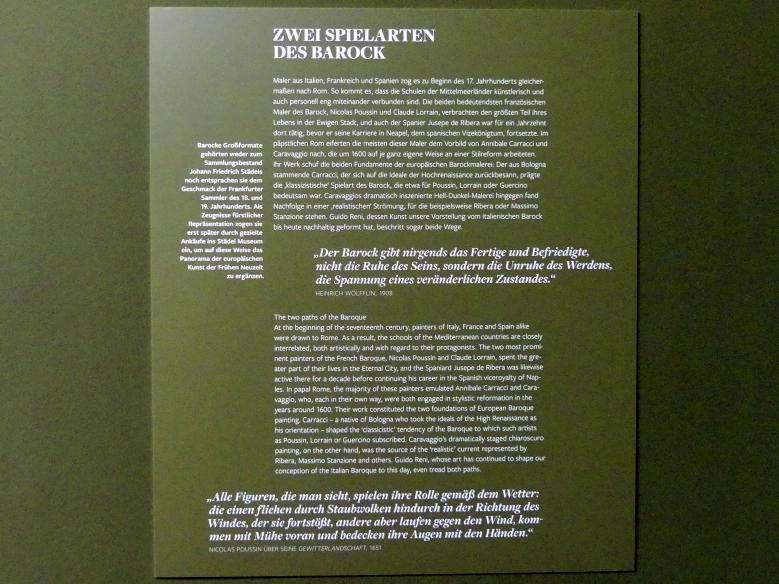 ZWEI SPIELARTEN
DES BAROCK
Maler aus Italien, Frankreich und Spanien zog es zu Beginn des 17. Jahrhunderts gleicher-
maßen nach Rom. So kommt es, dass die Schulen der Mittelmeerländer künstlerisch und
auch personell eng miteinander verbunden sind. Die beiden bedeutendsten französischen
Maler des Barock, Nicolas Poussin und Claude Lorrain, verbrachten den größten Teil ihres
Lebens in der Ewigen Stadt, und auch der Spanier Jusepe de Ribera war für ein Jahrzehnt
dort tätig, bevor er seine Karriere in Neapel, dem spanischen Vizekönigtum, fortsetzte. Im
päpstlichen Rom eiferten die meisten dieser Maler dem Vorbild von Annibale Carracci und
Caravaggio nach, die um 1600 auf je ganz eigene Weise an einer Stilreform arbeiteten.
Ihr Werk schuf die beiden Fundamente der europäischen Barockmalerei: Der aus Bologna
stammende Carracci, der sich auf die Ideale der Hochrenaissance zurückbesann, prägte
die ‚klassizistische' Spielart des Barock, die etwa für Poussin, Lorrain oder Guercino
bedeutsam war. Caravaggios dramatisch inszenierte Hell-Dunkel-Malerei hingegen fand
Nachfolge in einer ‚realistischen' Strömung, für die beispielsweise Ribera oder Massimo
Stanzione stehen. Guido Reni, dessen Kunst unsere Vorstellung vom italienischen Barock
bis heute nachhaltig geformt hat, beschritt sogar beide Wege.
Barocke Großformate
gehörten weder zum
Sammlungsbestand
Johann Friedrich Städels
noch entsprachen sie dem
Geschmack der Frankfurter
Sammler des 18. und
19. Jahrhunderts. Als
Zeugnisse fürstlicher
Repräsentation zogen sie
erst später durch gezielte
Ankäufe ins Städel Museum
ein, um auf diese Weise das
Panorama der europäischen
Kunst der Frühen Neuzeit
zu ergänzen.
„Der Barock gibt nirgends das Fertige und Befriedigte,
nicht die Ruhe des Seins, sondern die Unruhe des Werdens,
die Spannung eines veränderlichen Zustandes.“
HEINRICH WÖLFFLIN, 1908
The two paths of the Baroque
At the beginning of the seventeenth century, painters of Italy, France and Spain alike
were drawn to Rome. As a result, the schools of the Mediterranean countries are closely
interrelated, both artistically and with regard to their protagonists. The two most promi-
nent painters of the French Baroque, Nicolas Poussin and Claude Lorrain, spent the gre-
ater part of their lives in the Eternal City, and the Spaniard Jusepe de Ribera was likewise
active there for a decade before continuing his career in the Spanish viceroyalty of Nap-
les. In papal Rome, the majority of these painters emulated Annibale Carracci and Cara-
vaggio, who, each in their own way, were both engaged in stylistic reformation in the
years around 1600. Their work constituted the two foundations of European Baroque
painting. Carracci – a native of Bologna who took the ideals of the High Renaissance as
his orientation – shaped the 'classicistic' tendency of the Baroque to which such artists
as Poussin, Lorrain or Guercino subscribed. Caravaggio's dramatically staged chiaroscuro
painting, on the other hand, was the source of the 'realistic' current represented by
Ribera, Massimo Stanzione and others. Guido Reni, whose art has continued to shape our
conception of the Italian Baroque to this day, even tread both paths.
„Alle Figuren, die man sieht, spielen ihre Rolle gemäß dem Wetter:
die einen fliehen durch Staubwolken hindurch in der Richtung des
Windes, der sie fortstößt, andere aber laufen gegen den Wind, kom-
men mit Mühe voran und bedecken ihre Augen mit den Händen.“
NICOLAS POUSSIN ÜBER SEINE GEWITTERLANDSCHAFT, 1651